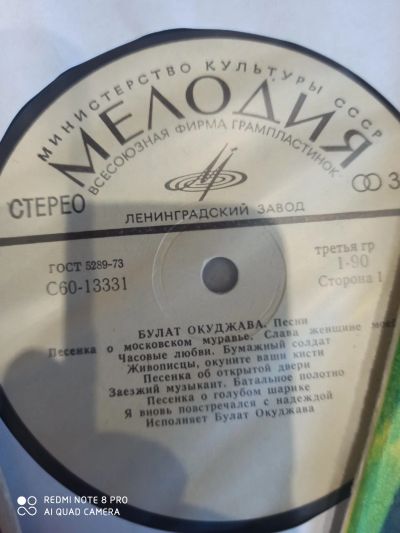 МИНИСТЕРСТВО КУЛЬТУРЫ СССР
МЕЛОДИЯ
ВСЕСОЮЗНАЯ ФИРМА ГРАМПЛАСТИНОК
СТЕРЕО
ЛЕНИНГРАДСКИЙ ЗАВОД
ГОСТ 5289-73
С60-13331
третья гр
1-90
Сторона 1
БУЛАТ ОКУДЖАВА. Песни
Песенка о московском муравье. Слава женщине
Часовые любви. Бумажный солдат
Живописцы, окуните ваши кисти
Песенка об открытой двери
Заезжий музыкант. Батальное полотно
Песенка о голубом шарике
Я вновь повстречался с надеждой
Исполняет Булат Окуджава
REDMI NOTE 8 PRO
AI QUAD CAMERA